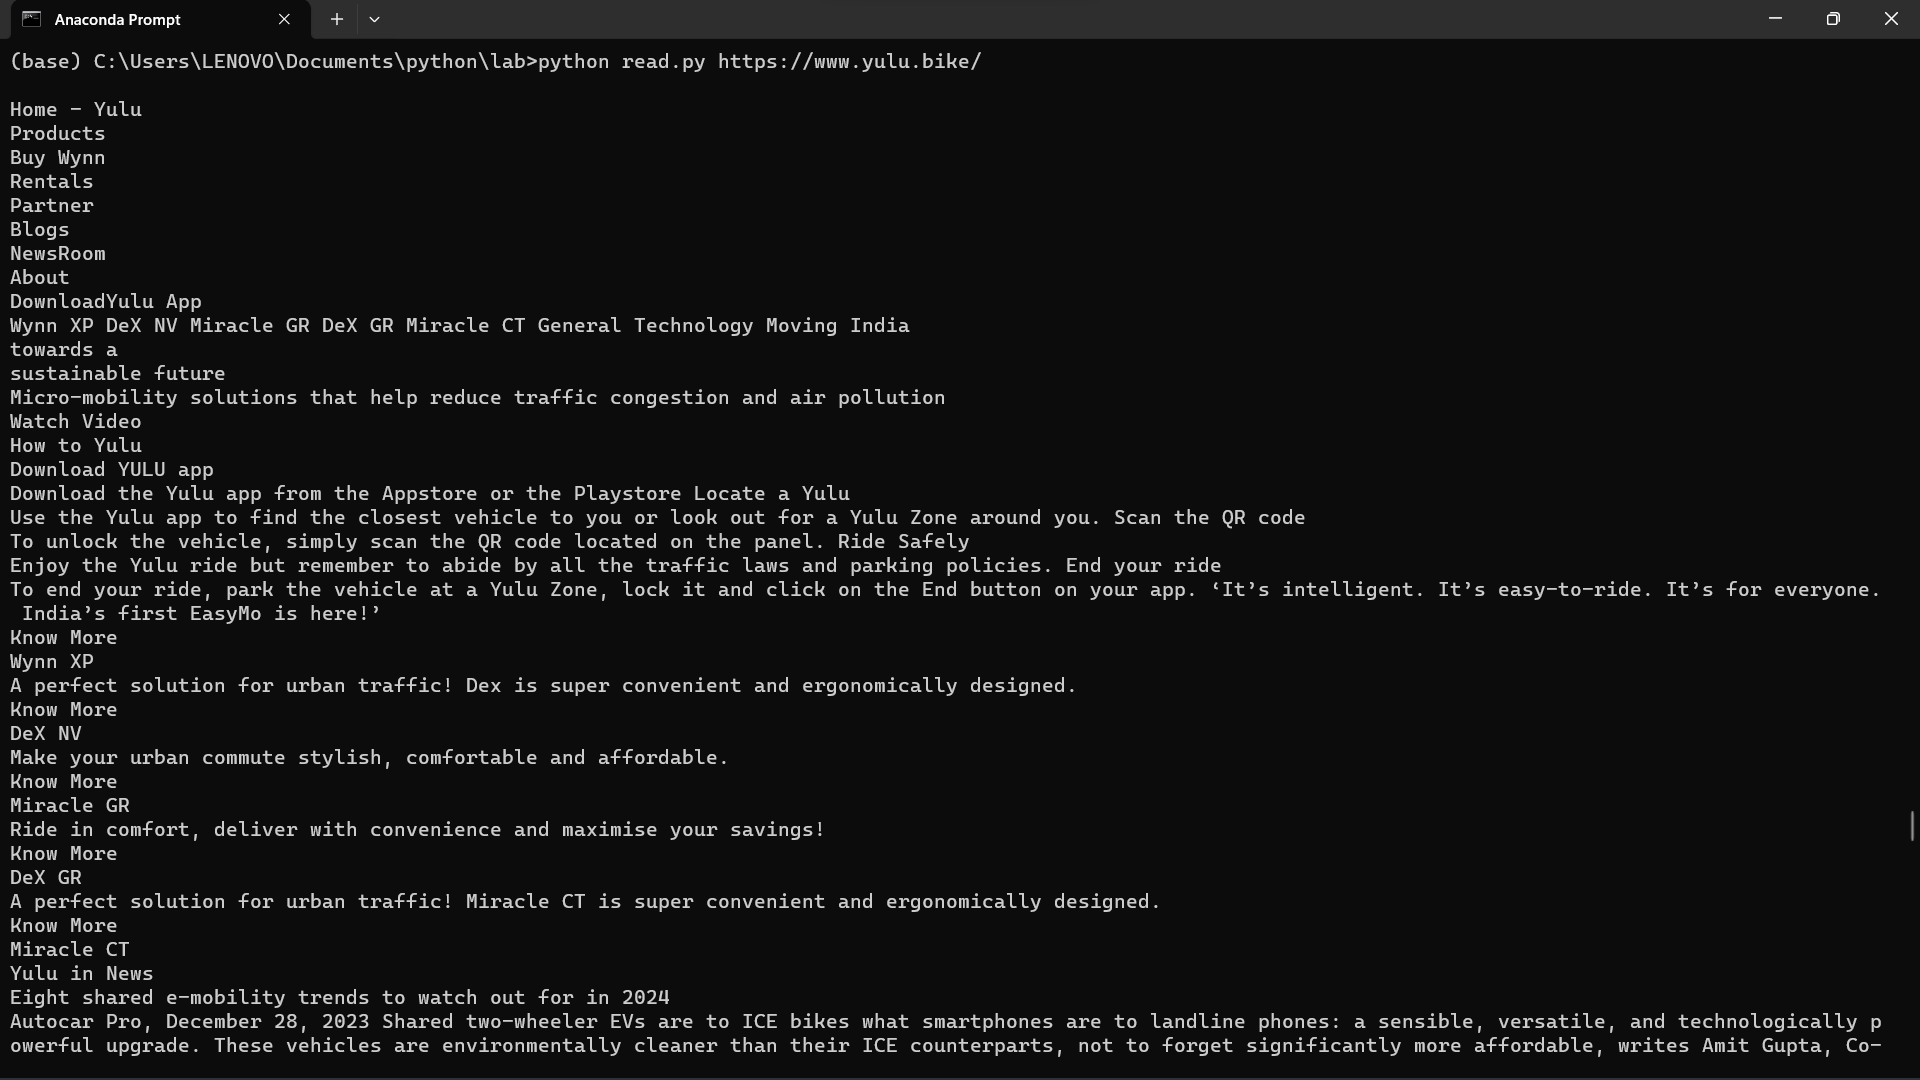 Anaconda Prompt
(base) C:\Users\LENOVO\Documents\python\lab>python read.py https://www.yulu.bike/
Home - Yulu
Products
Buy Wynn
Rentals
Partner
Blogs
NewsRoom
About
DownloadYulu App
Wynn XP DeX NV Miracle GR DeX GR Miracle CT General Technology Moving India
towards a
sustainable future
Micro-mobility solutions that help reduce traffic congestion and air pollution
Watch Video
How to Yulu
Download YULU app
Download the Yulu app from the Appstore or the Playstore Locate a Yulu
Use the Yulu app to find the closest vehicle to you or look out for a Yulu Zone around you. Scan the QR code
To unlock the vehicle, simply scan the QR code located on the panel. Ride Safely
Enjoy the Yulu ride but remember to abide by all the traffic laws and parking policies. End your ride
To end your ride, park the vehicle at a Yulu Zone, lock it and click on the End button on your app. ‘It’s intelligent. It’s easy-to-ride. It’s for everyone.
India’s first EasyMo is here!’
Know More
Wynn XP
A perfect solution for urban traffic! Dex is super convenient and ergonomically designed.
Know More
DeX NV
Make your urban commute stylish, comfortable and affordable.
Know More
Miracle GR
Ride in comfort, deliver with convenience and maximise your savings!
Know More
DeX GR
A perfect solution for urban traffic! Miracle CT is super convenient and ergonomically designed.
Know More
Miracle CT
Yulu in News
Eight shared e-mobility trends to watch out for in 2024
Autocar Pro, December 28, 2023 Shared two-wheeler EVs are to ICE bikes what smartphones are to landline phones: a sensible, versatile, and technologically p
owerful upgrade. These vehicles are environmentally cleaner than their ICE counterparts, not to forget significantly more affordable, writes Amit Gupta, Co-